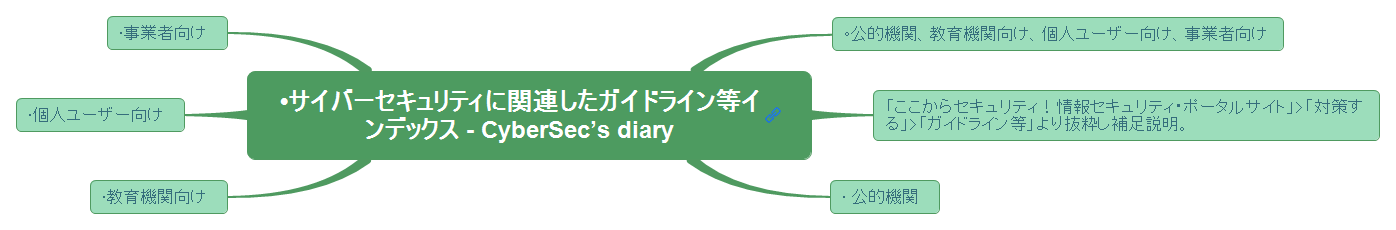 ・事業者向け
◦公的機関、教育機関向け、個人ユーザー向け、事業者向け
•サイバーセキュリティに関連したガイドライン等イ
ンデックス - CyberSec’s diary
・個人ユーザー向け
「ここからセキュリティ！情報セキュリティ・ポータルサイト」>「対策す
る」>「ガイドライン等」より抜粋し補足説明。
・教育機関向け
・ 公的機関